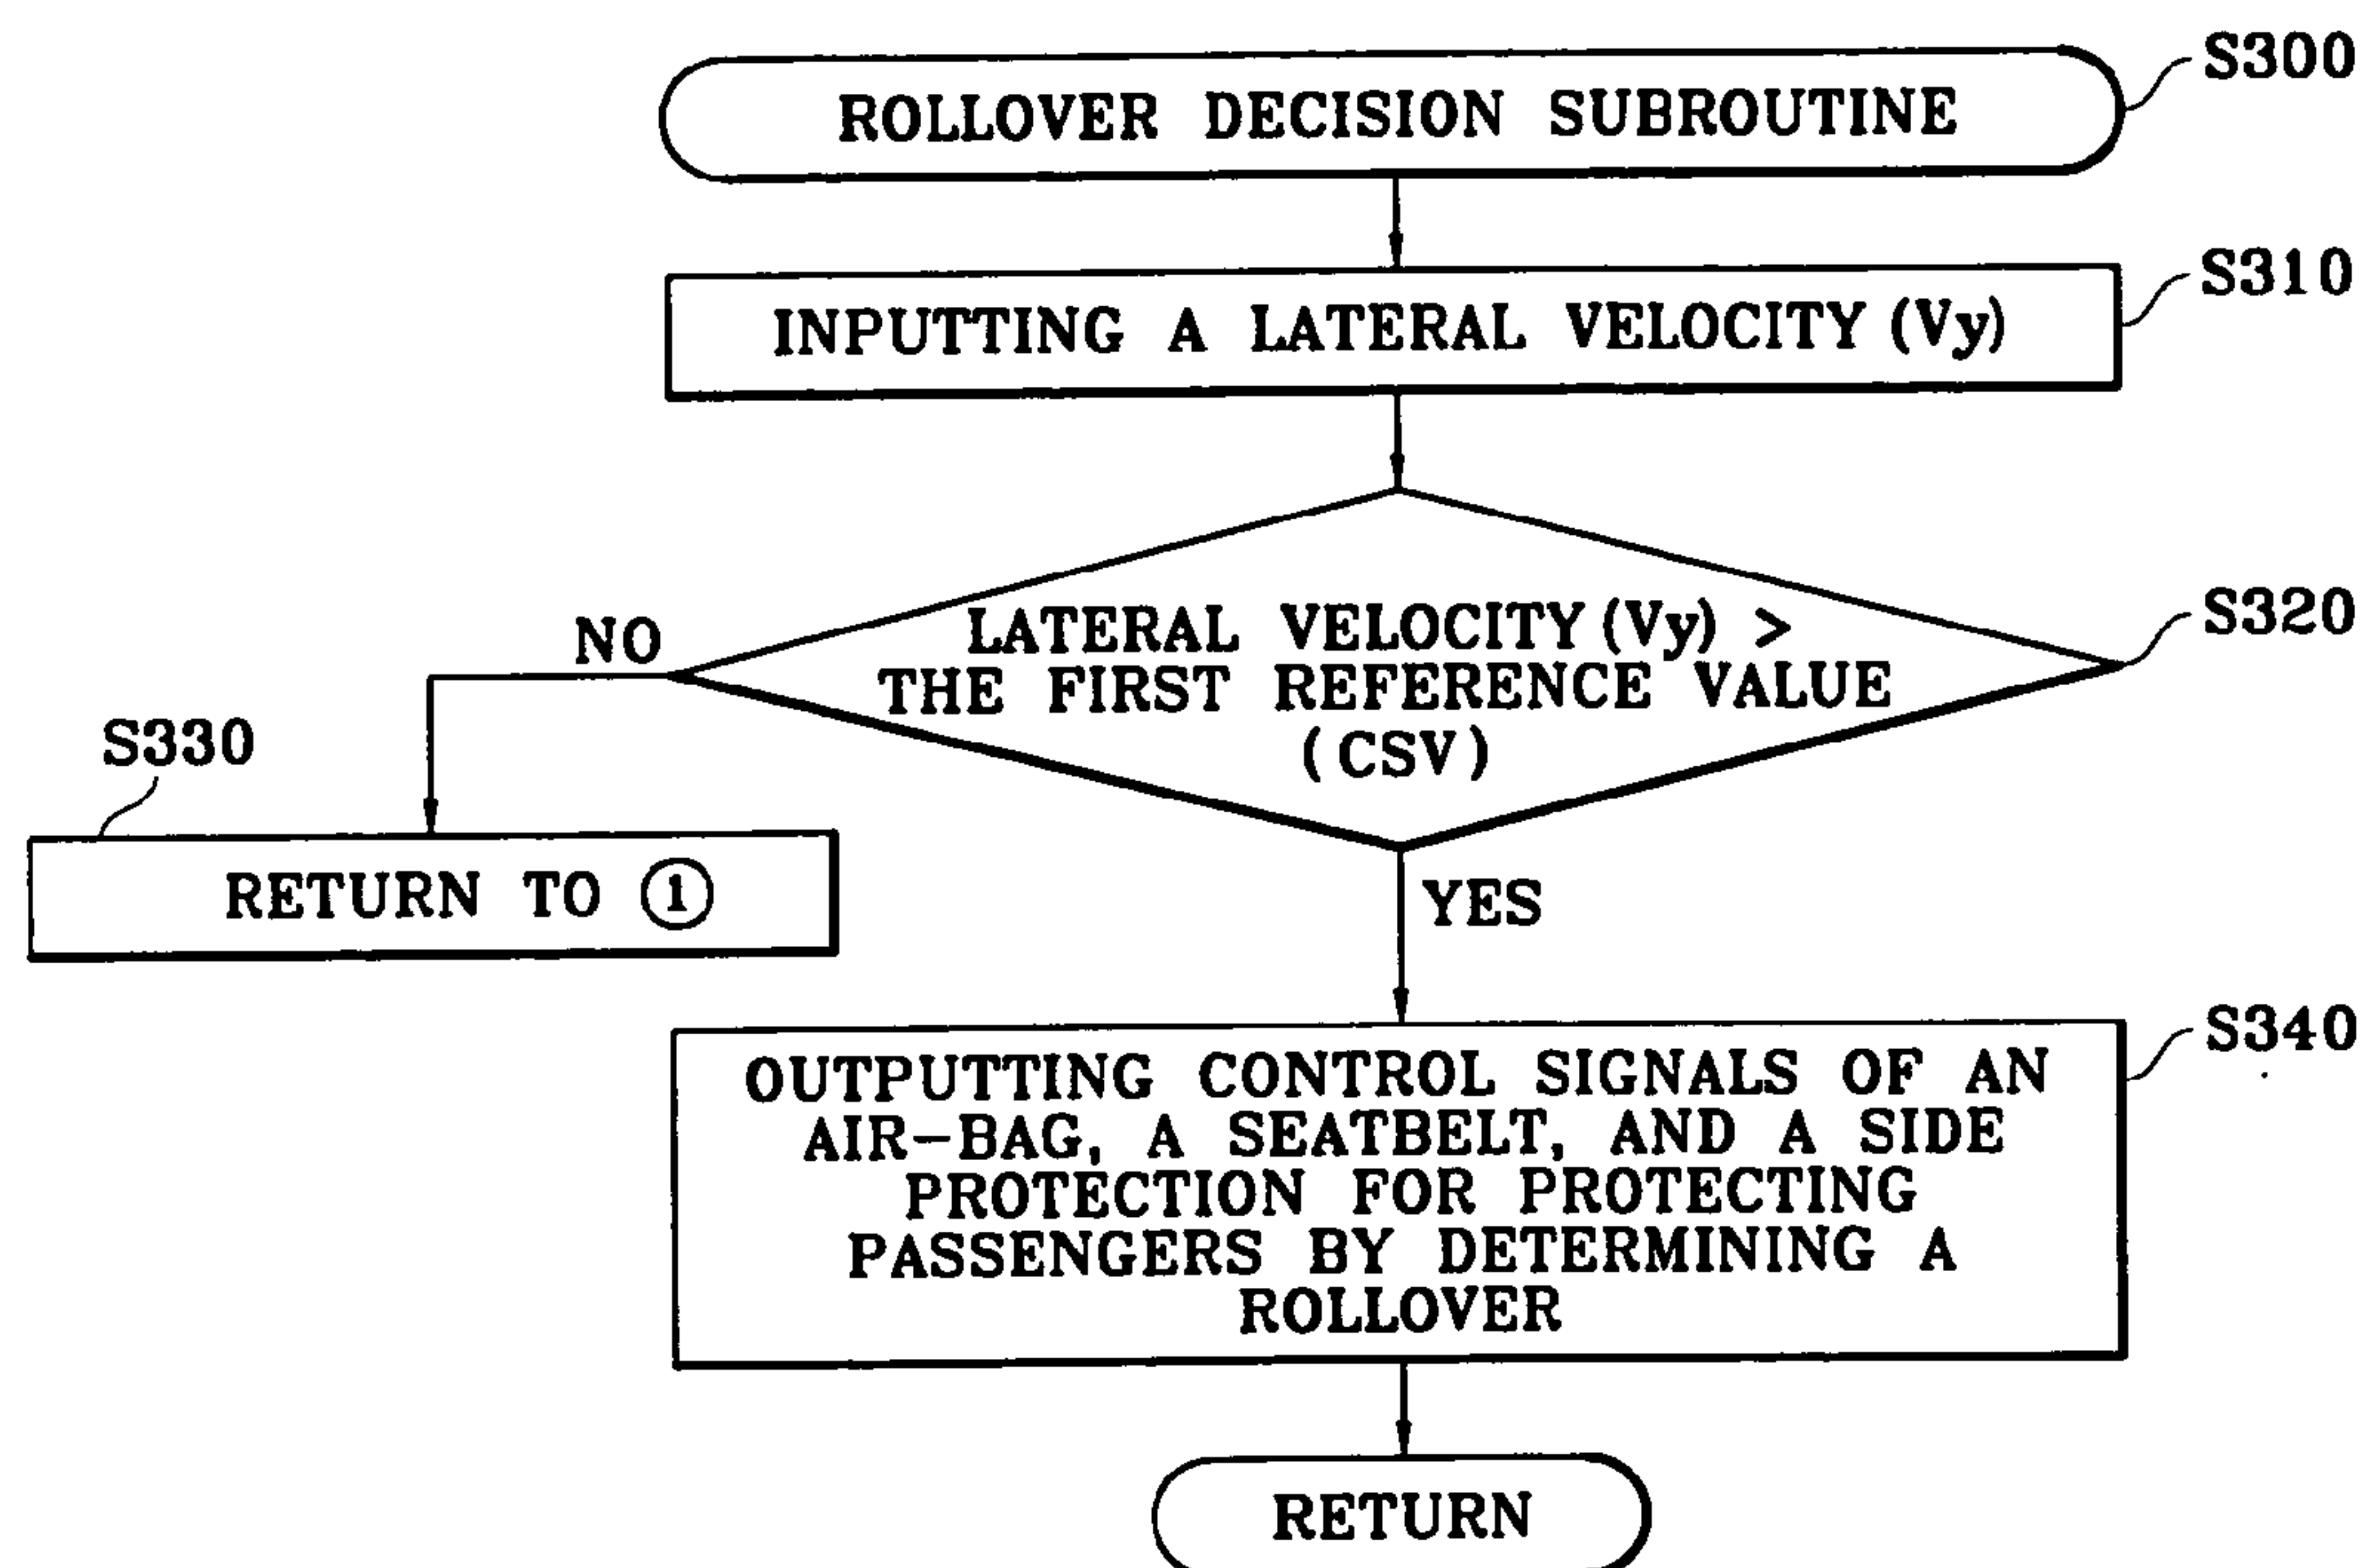 ROLLOVER DECISION SUBROUTINE
S300
INPUTTING A LATERAL VELOCITY (Vy)
S310
LATERAL VELOCITY (Vy) >
THE FIRST REFERENCE VALUE
(CSV)
S320
NO
S330
RETURN TO ①
YES
OUTPUTTING CONTROL SIGNALS OF AN
AIR-BAG, A SEATBELT, AND A SIDE
PROTECTION FOR PROTECTING
PASSENGERS BY DETERMINING A
ROLLOVER
S340
RETURN